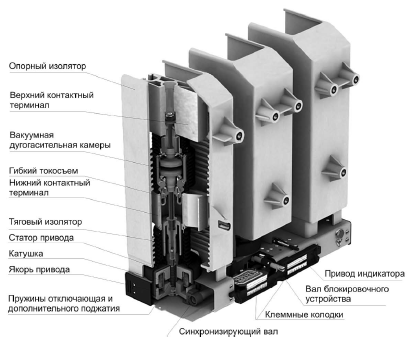 Опорный изолятор
Верхний контактный
терминал
Вакуумная
дугогасительная камеры
Гибкий токосъем
Нижний контактный
терминал
Тяговый изолятор
Статор привода
Катушка
Якорь привода
Пружины отключающая и
дополнительного поджатия
Синхронизирующий вал
Клеммные колодки
Вал блокировочного
устройства
Привод индикатора